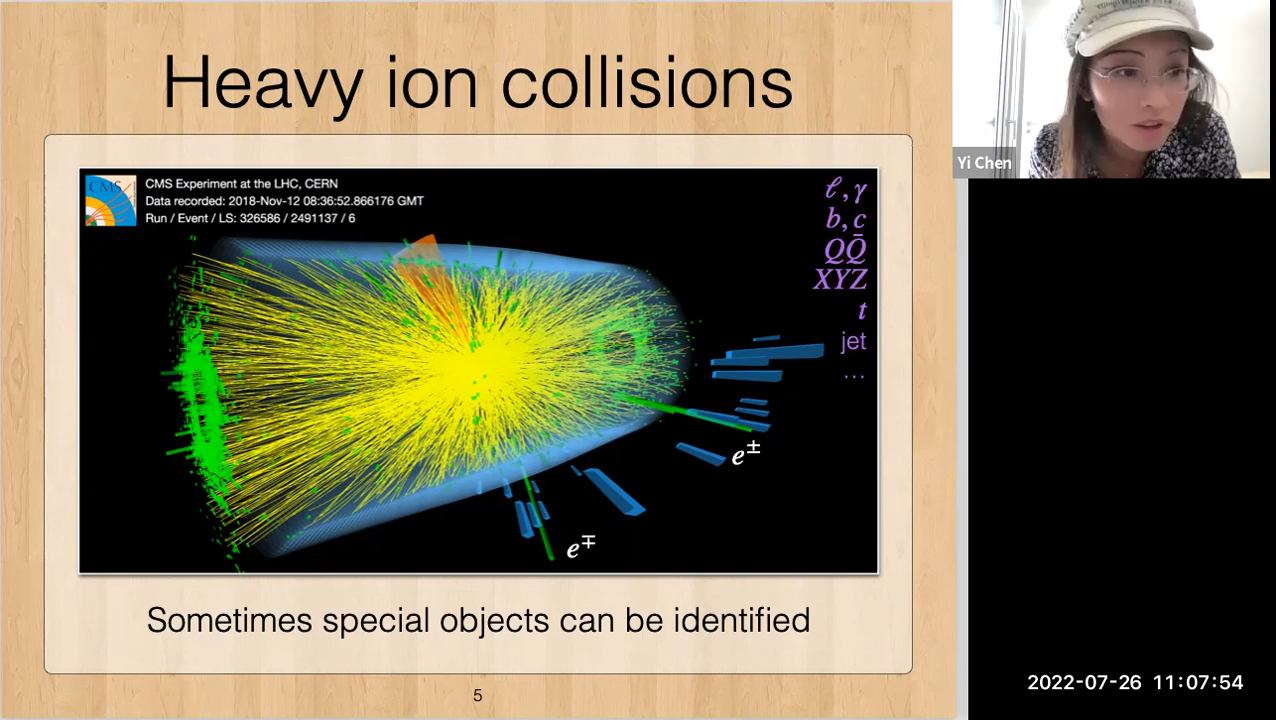 Heavy ion collisions
CMS
CMS Experiment at the LHC, CERN
Data recorded: 2018-Nov-12 08:36:52.866176 GMT
Run / Event / LS: 326586 / 2491137 / 6
ℓ, γ
b, c
QQ̄
XYZ
t
jet
...
e±
e∓
Sometimes special objects can be identified
5
Yi Chen
2022-07-26 11:07:54